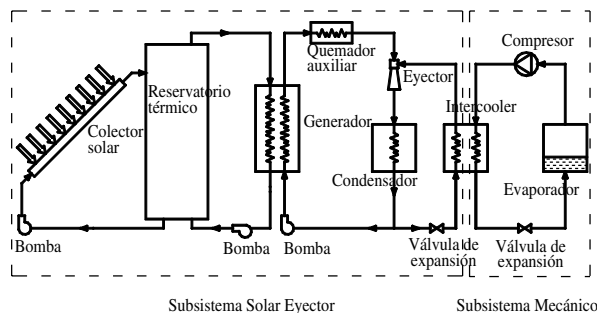 Quemador
auxiliar
Compresor
Eyector
Reservatorio
térmico
Colector
solar
Generador
Intercooler
Condensador
Evaporador
Bomba
Bomba
Bomba
Válvula de
expansión
Válvula de
expansión
Subsistema Solar Eyector
Subsistema Mecánico